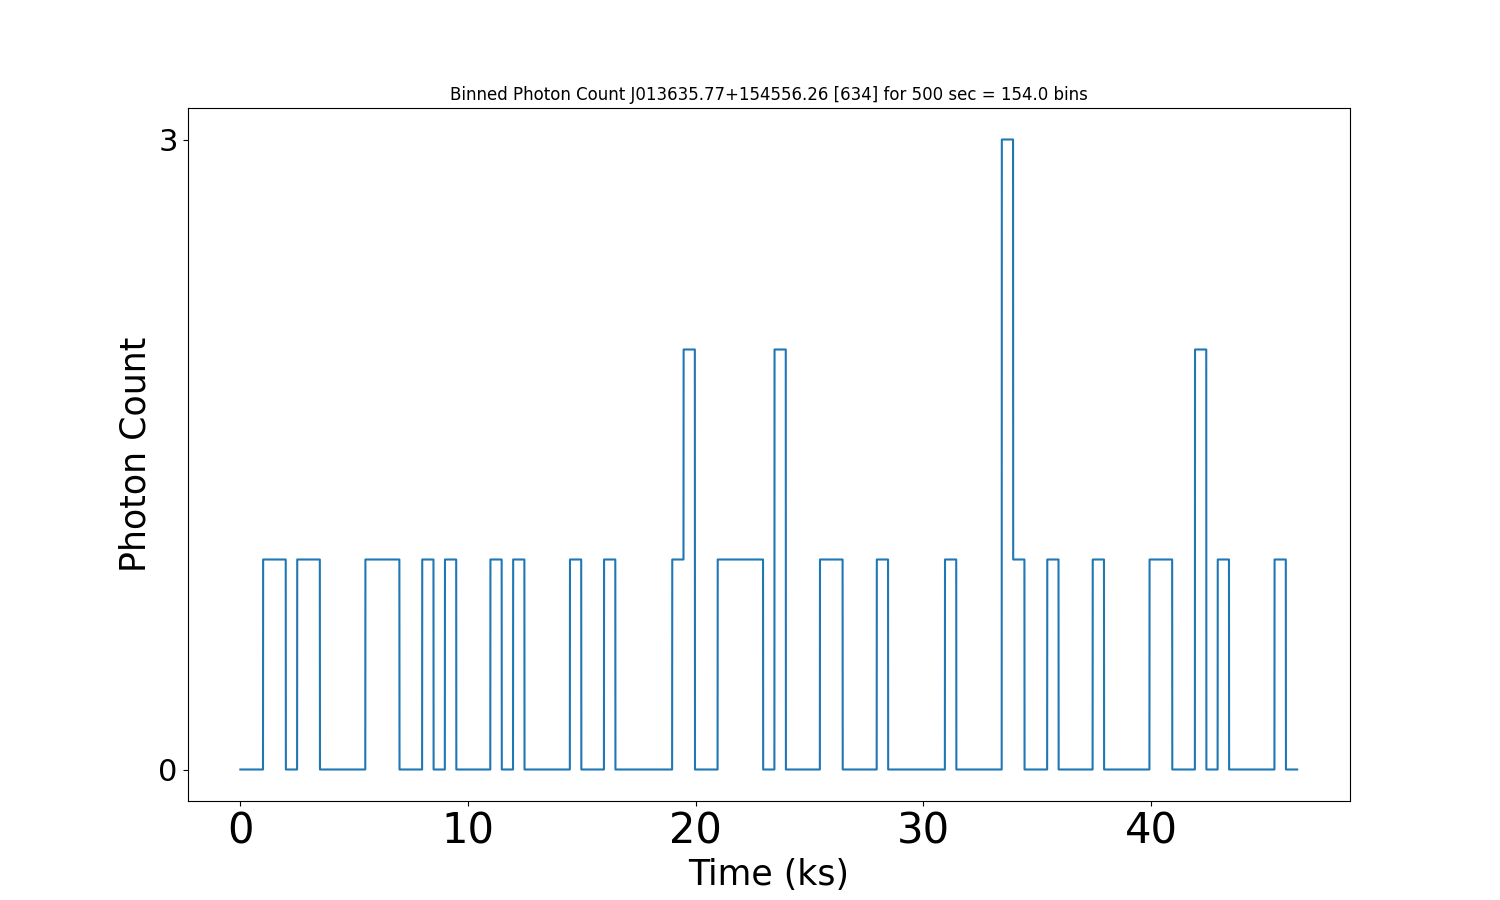 Binned Photon Count J013635.77+154556.26 [634] for 500 sec = 154.0 bins
3
Photon Count
0
0 10 20 30 40
Time (ks)